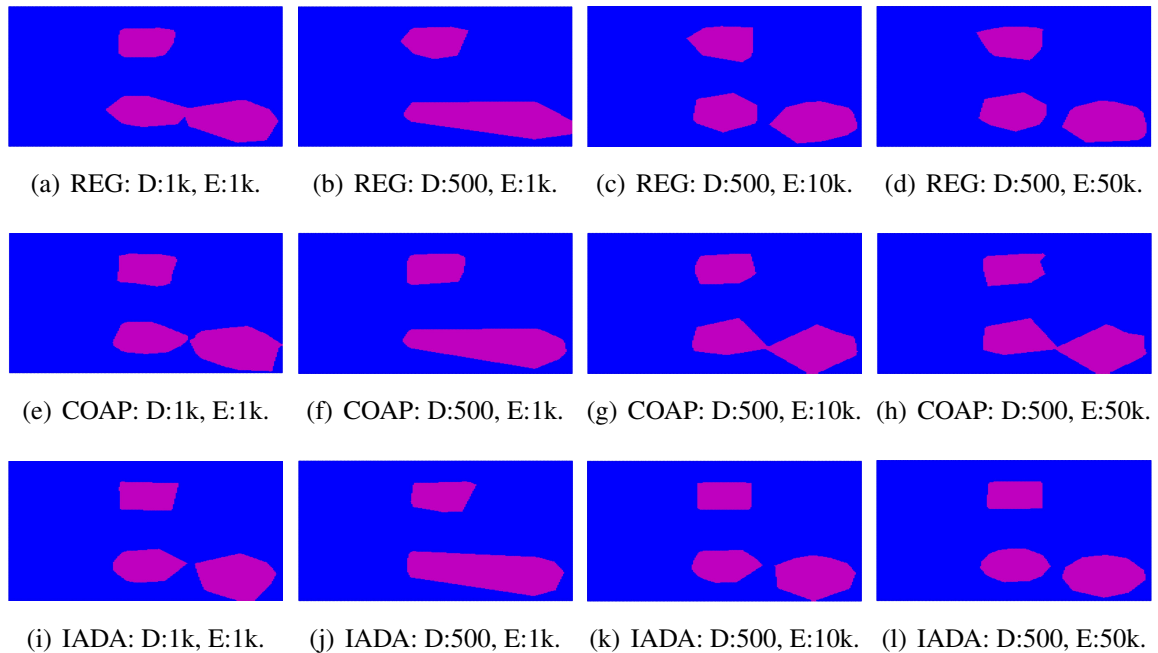 (a) REG: D:1k, E:1k. (b) REG: D:500, E:1k. (c) REG: D:500, E:10k. (d) REG: D:500, E:50k.
(e) COAP: D:1k, E:1k. (f) COAP: D:500, E:1k. (g) COAP: D:500, E:10k. (h) COAP: D:500, E:50k.
(i) IADA: D:1k, E:1k. (j) IADA: D:500, E:1k. (k) IADA: D:500, E:10k. (l) IADA: D:500, E:50k.